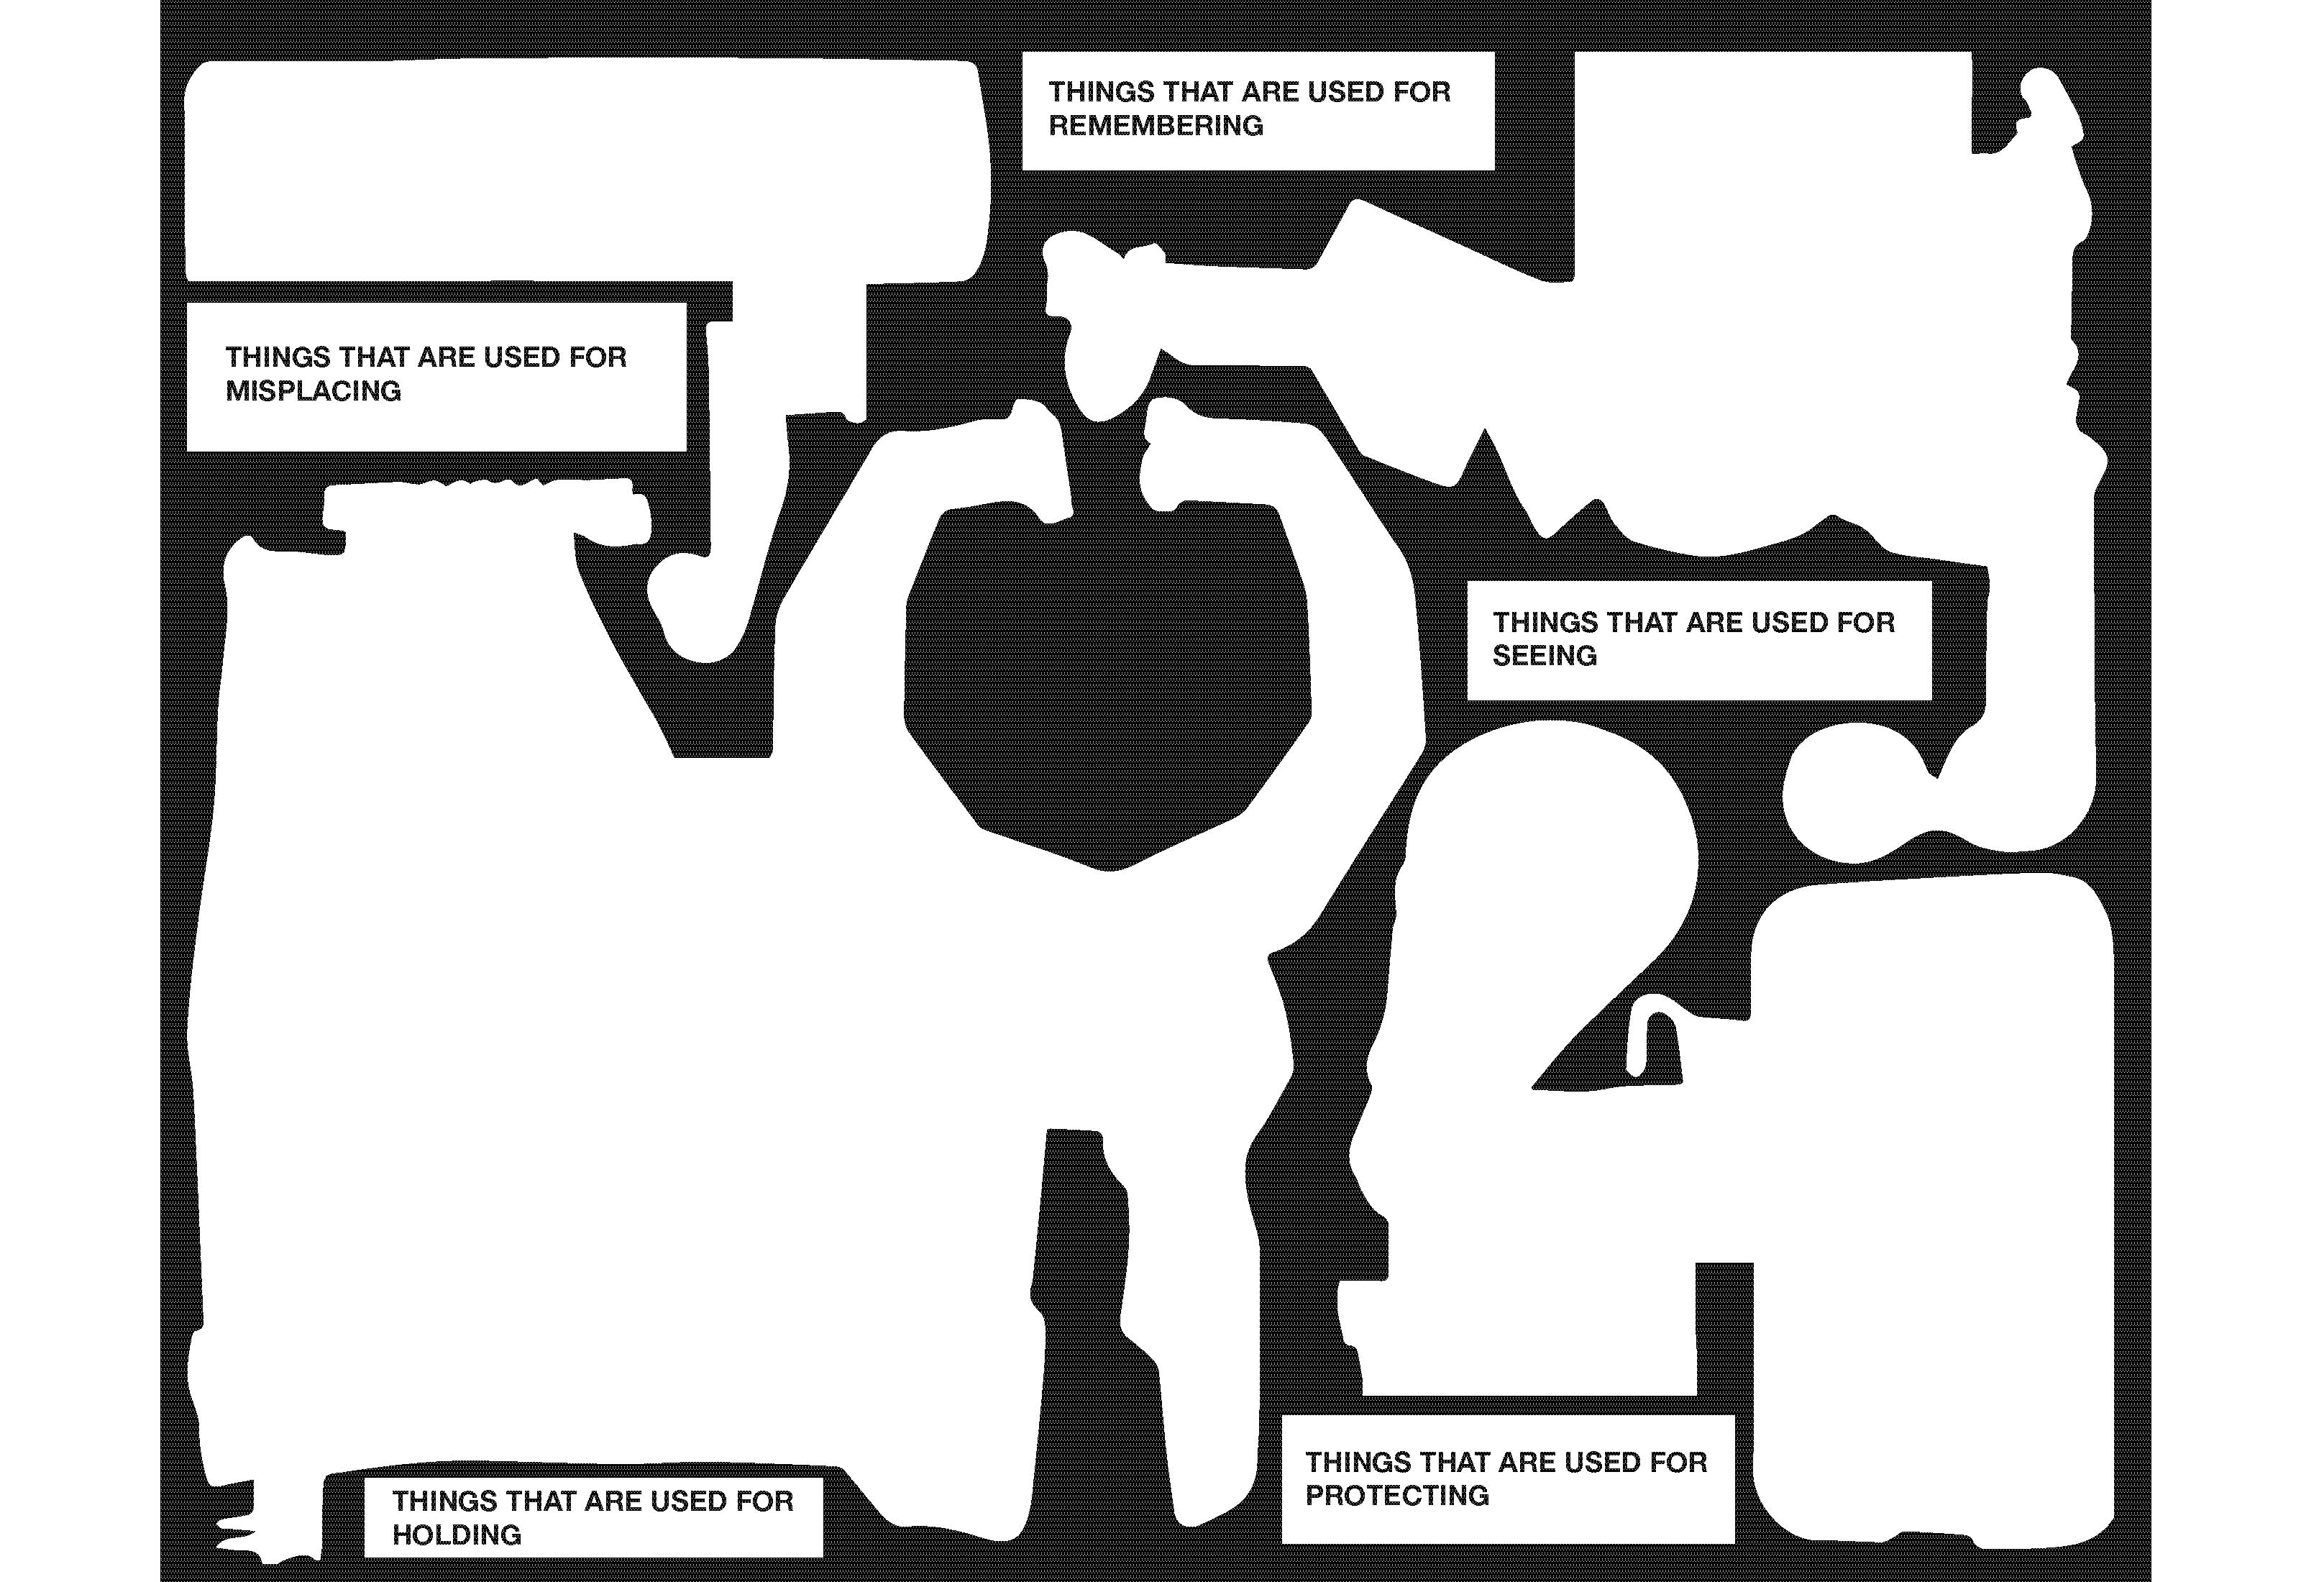 THINGS THAT ARE USED FOR
REMEMBERING
THINGS THAT ARE USED FOR
MISPLACING
THINGS THAT ARE USED FOR
SEEING
THINGS THAT ARE USED FOR
PROTECTING
THINGS THAT ARE USED FOR
HOLDING